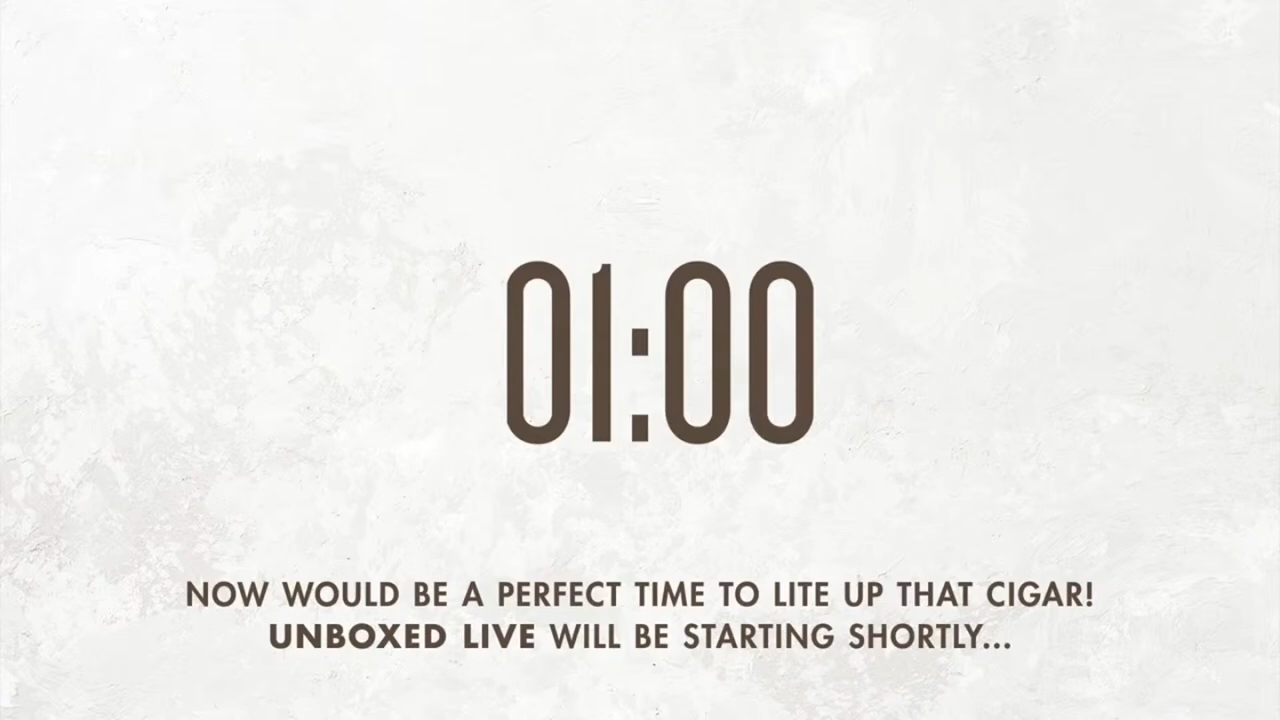 01:00
NOW WOULD BE A PERFECT TIME TO LITE UP THAT CIGAR!
UNBOXED LIVE WILL BE STARTING SHORTLY...